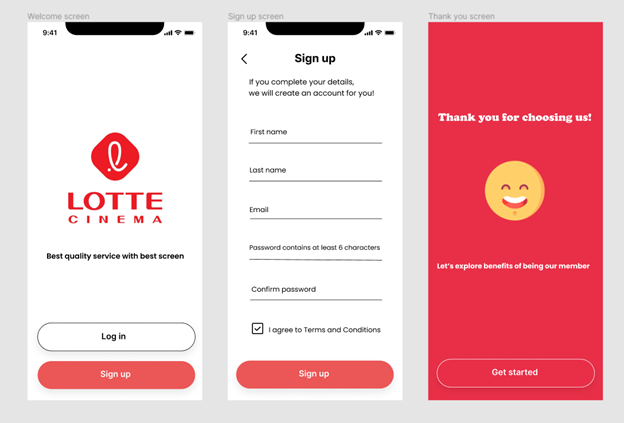 Welcome screen
9:41
LOTTE
CINEMA
Best quality service with best screen
Log in
Sign up
Sign up screen
9:41
Sign up
If you complete your details,
we will create an account for you!
First name
Last name
Email
Password contains at least 6 characters
Confirm password
I agree to Terms and Conditions
Sign up
Thank you screen
Thank you for choosing us!
Let's explore benefits of being our member
Get started